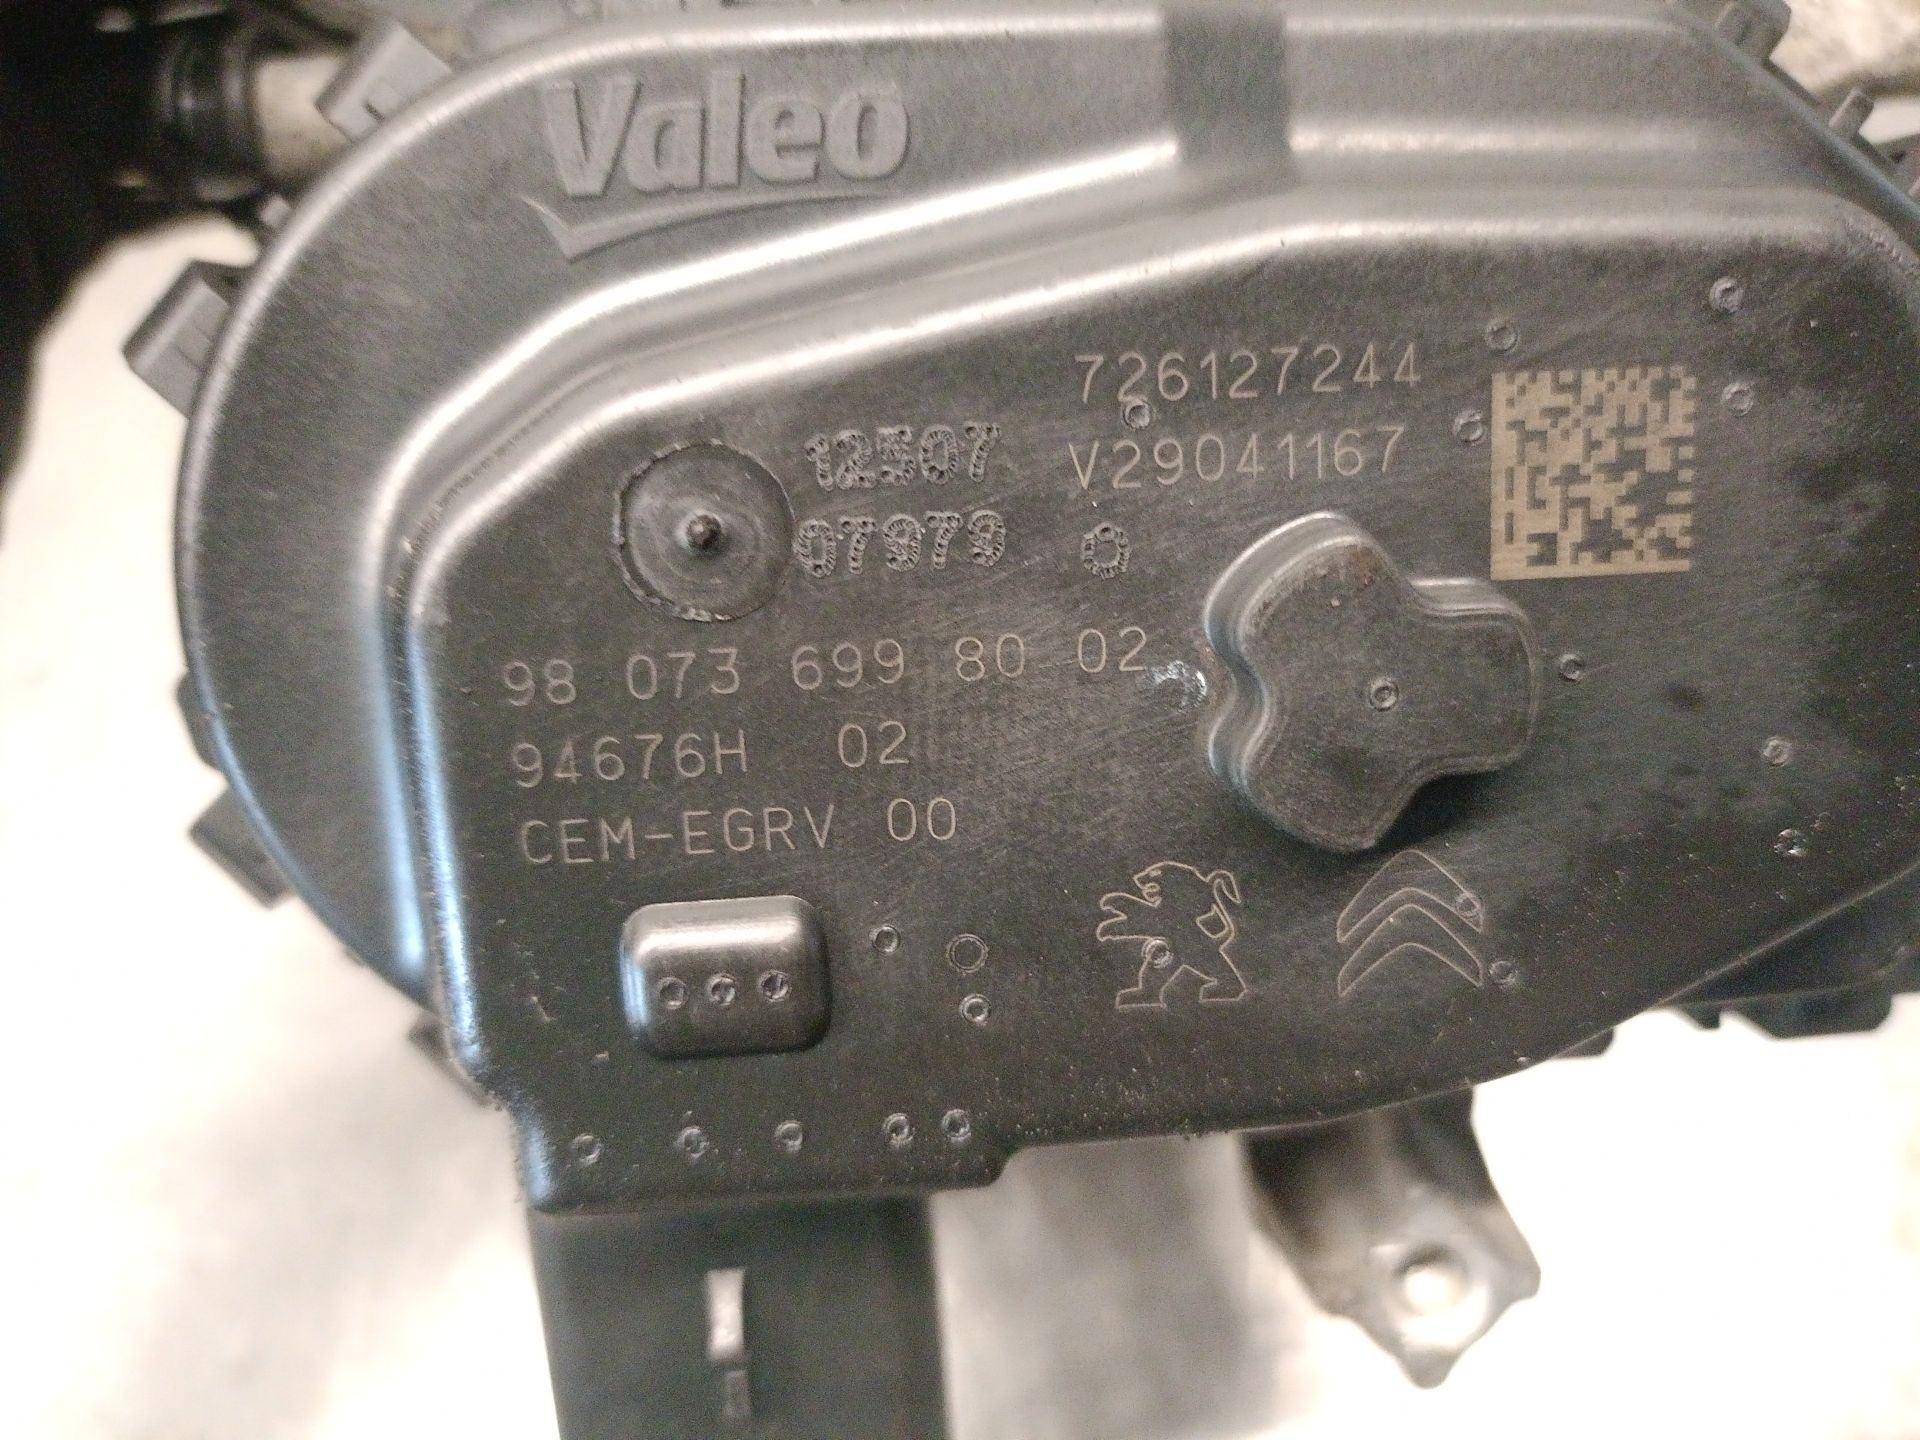 Valeo
726127244
12507 V29041167
07979
98 073 699 80 02
94676H 02
CEM-EGRV 00